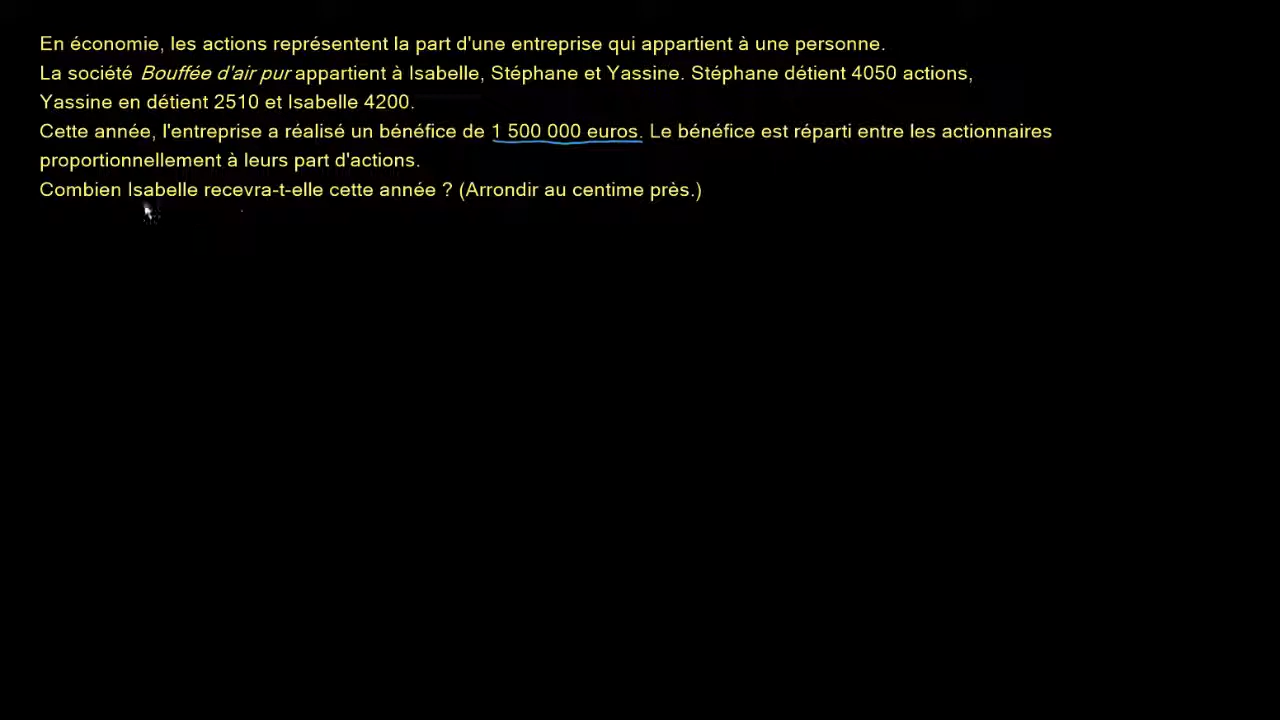 En économie, les actions représentent la part d'une entreprise qui appartient à une personne.
La société Bouffée d'air pur appartient à Isabelle, Stéphane et Yassine. Stéphane détient 4050 actions,
Yassine en détient 2510 et Isabelle 4200.
Cette année, l'entreprise a réalisé un bénéfice de 1 500 000 euros. Le bénéfice est réparti entre les actionnaires
proportionnellement à leurs part d'actions.
Combien Isabelle recevra-t-elle cette année ? (Arrondir au centime près.)